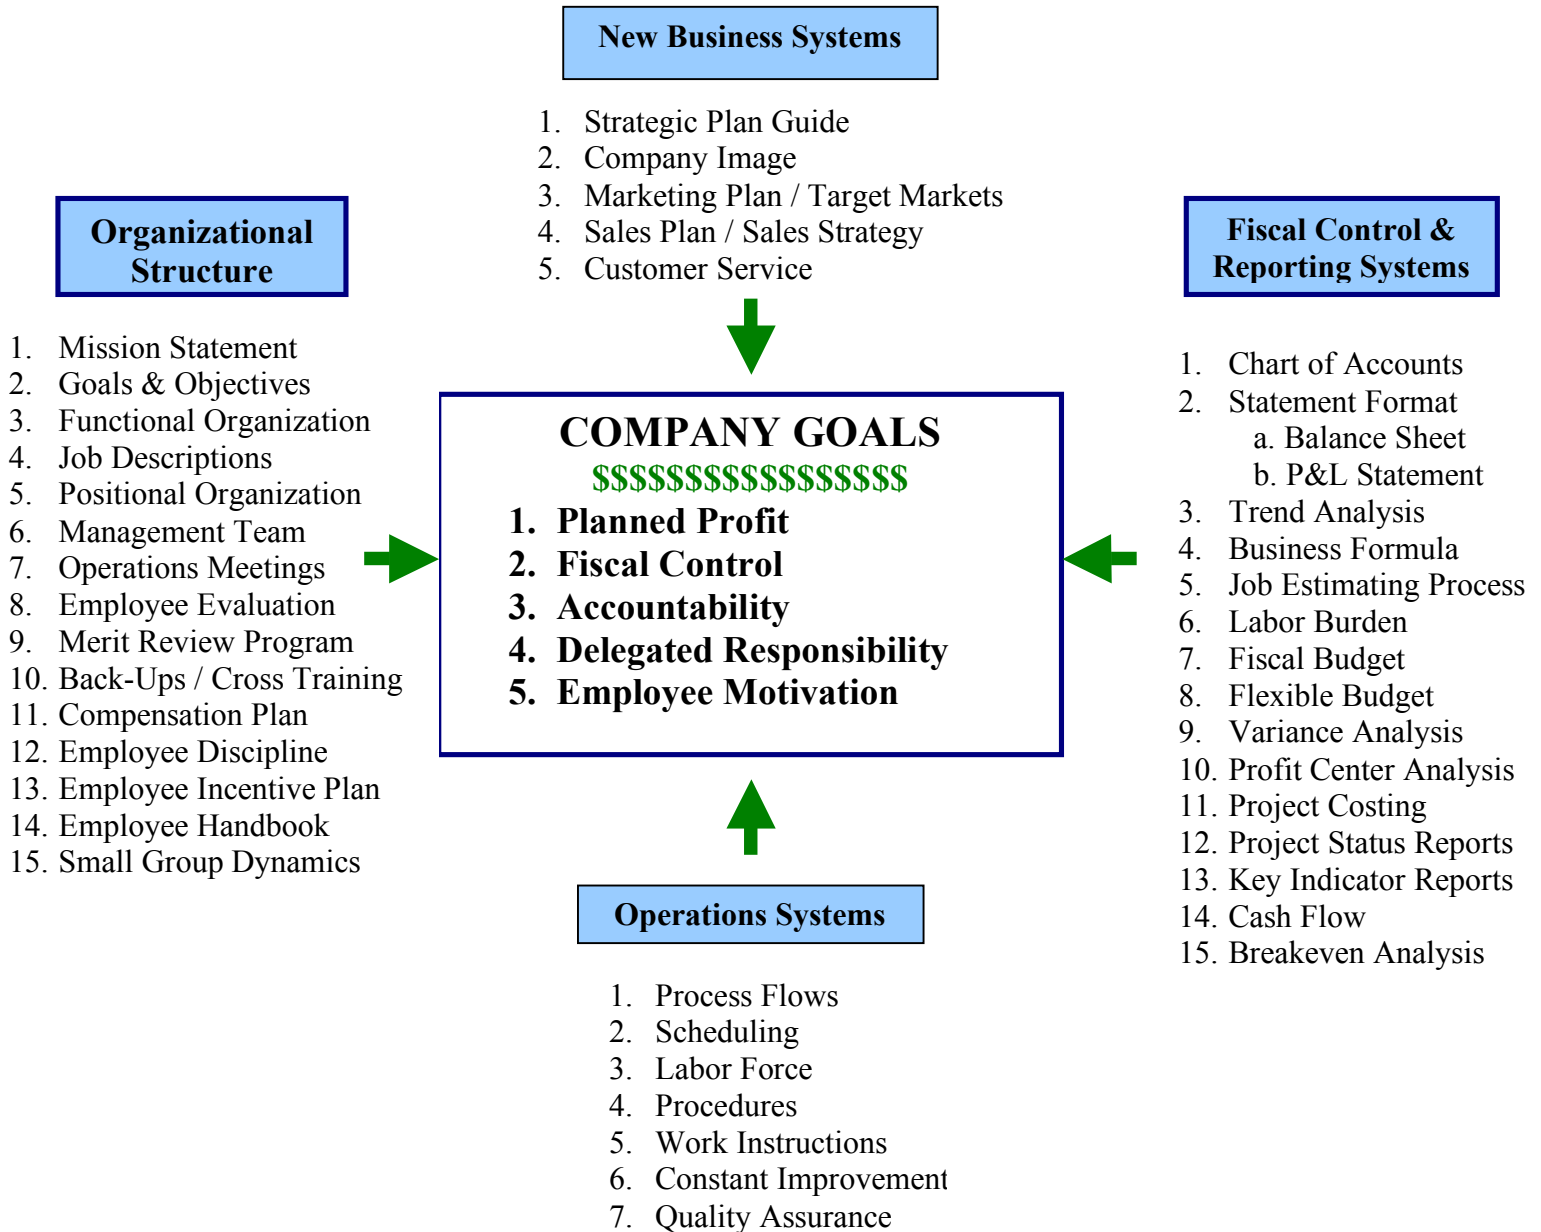 New Business Systems
1. Strategic Plan Guide
2. Company Image
3. Marketing Plan / Target Markets
4. Sales Plan / Sales Strategy
5. Customer Service
Organizational
Structure
1. Mission Statement
2. Goals & Objectives
3. Functional Organization
4. Job Descriptions
5. Positional Organization
6. Management Team
7. Operations Meetings
8. Employee Evaluation
9. Merit Review Program
10. Back-Ups / Cross Training
11. Compensation Plan
12. Employee Discipline
13. Employee Incentive Plan
14. Employee Handbook
15. Small Group Dynamics
COMPANY GOALS
$$$$$$$$$$$$$$$$$
1. Planned Profit
2. Fiscal Control
3. Accountability
4. Delegated Responsibility
5. Employee Motivation
Fiscal Control &
Reporting Systems
1. Chart of Accounts
2. Statement Format
a. Balance Sheet
b. P&L Statement
3. Trend Analysis
4. Business Formula
5. Job Estimating Process
6. Labor Burden
7. Fiscal Budget
8. Flexible Budget
9. Variance Analysis
10. Profit Center Analysis
11. Project Costing
12. Project Status Reports
13. Key Indicator Reports
14. Cash Flow
15. Breakeven Analysis
Operations Systems
1. Process Flows
2. Scheduling
3. Labor Force
4. Procedures
5. Work Instructions
6. Constant Improvement
7. Quality Assurance